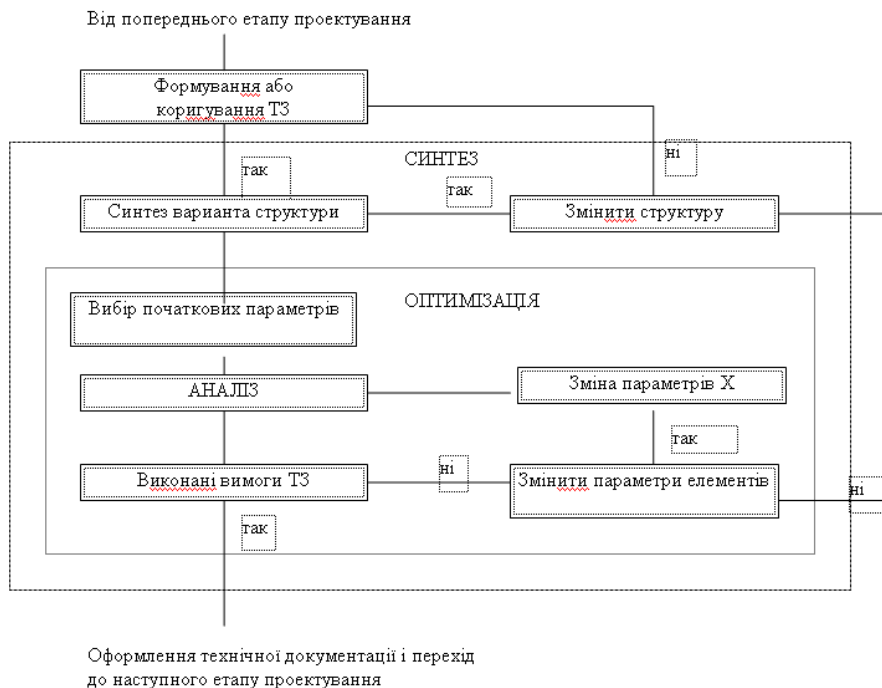 Від попереднього етапу проектування
Формування або
коригування ТЗ
ні
СИНТЕЗ
так
так
Синтез варианта структури
Змінити структуру
ОПТИМІЗАЦІЯ
Вибір початкових параметрів
АНАЛІЗ
Зміна параметрів X
так
ні
Виконані вимоги ТЗ
Змінити параметри елементів
ні
так
Оформлення технічної документації і перехід
до наступного етапу проектування